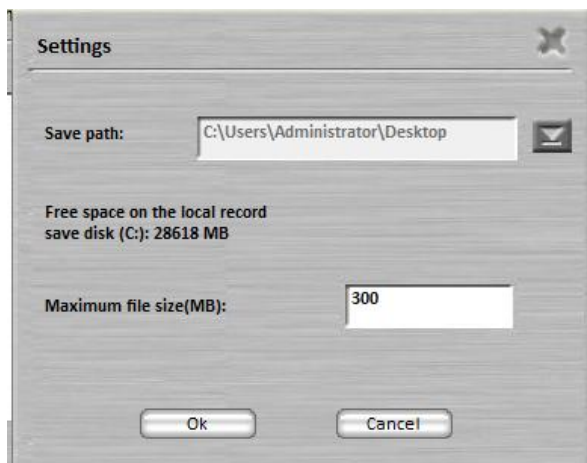 Settings
Save path:
C:\Users\Administrator\Desktop
Free space on the local record
save disk (C:): 28618 MB
Maximum file size(MB):
300
Ok
Cancel